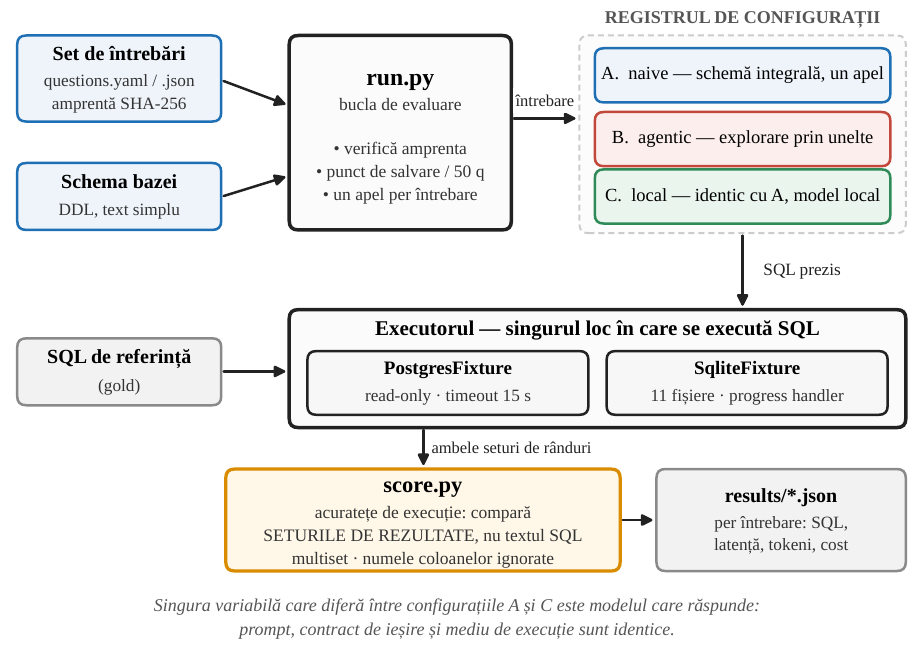 REGISTRUL DE CONFIGURAȚII
Set de întrebări
questions.yaml / .json
amprentă SHA-256
Schema bazei
DDL, text simplu
run.py
bucla de evaluare
• verifică amprenta
• punct de salvare / 50 q
• un apel per întrebare
întrebare
A. naive — schemă integrală, un apel
B. agentic — explorare prin unelte
C. local — identic cu A, model local
SQL prezis
SQL de referință
(gold)
Executorul — singurul loc în care se execută SQL
PostgresFixture
read-only · timeout 15 s
SqliteFixture
11 fișiere · progress handler
ambele seturi de rânduri
score.py
acuratețe de execuție: compară
SETURILE DE REZULTATE, nu textul SQL
multiset · numele coloanelor ignorate
results/*.json
per întrebare: SQL,
latență, tokeni, cost
Singura variabilă care diferă între configurațiile A și C este modelul care răspunde:
prompt, contract de ieșire și mediu de execuție sunt identice.